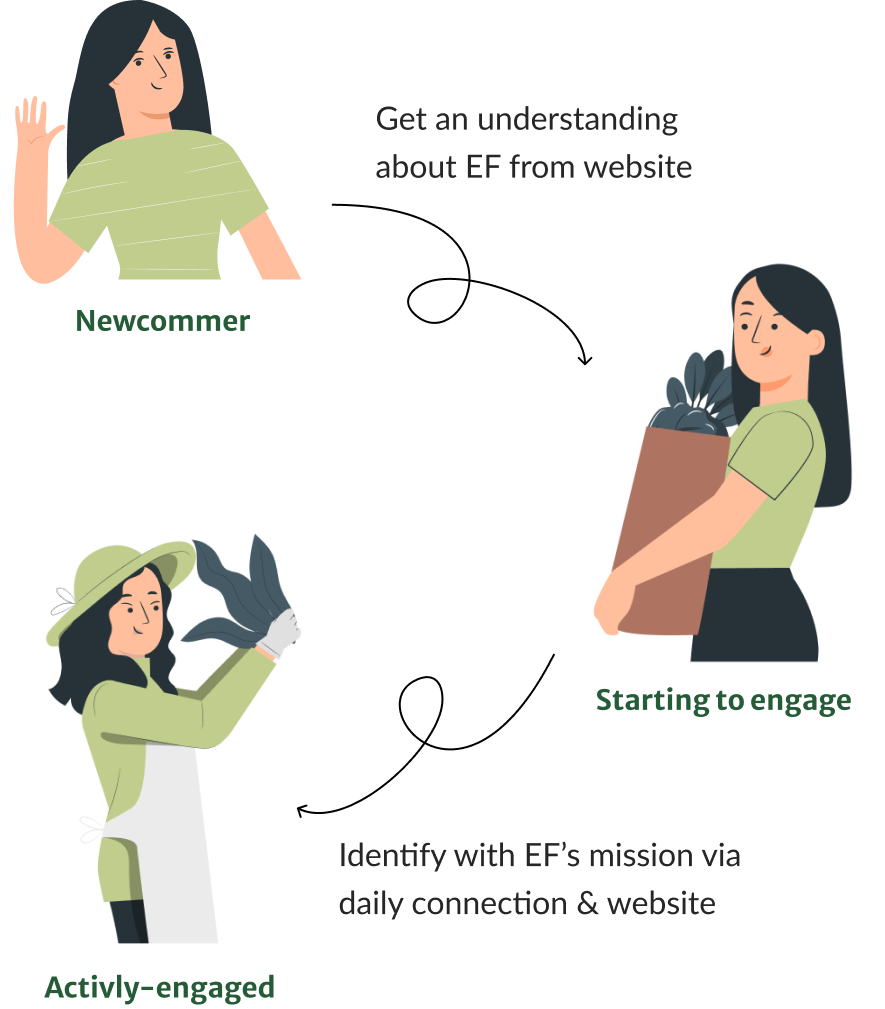 Get an understanding
about EF from website
Newcommer
Starting to engage
Identify with EF’s mission via
daily connection & website
Activly-engaged